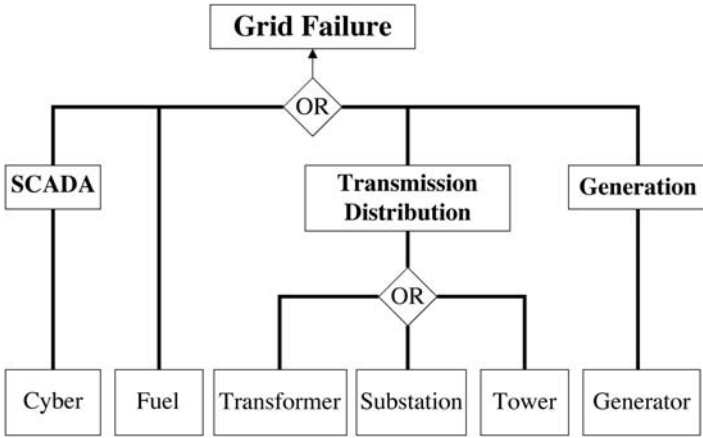 Grid Failure
OR
SCADA
Transmission
Distribution
Generation
OR
Cyber
Fuel
Transformer
Substation
Tower
Generator